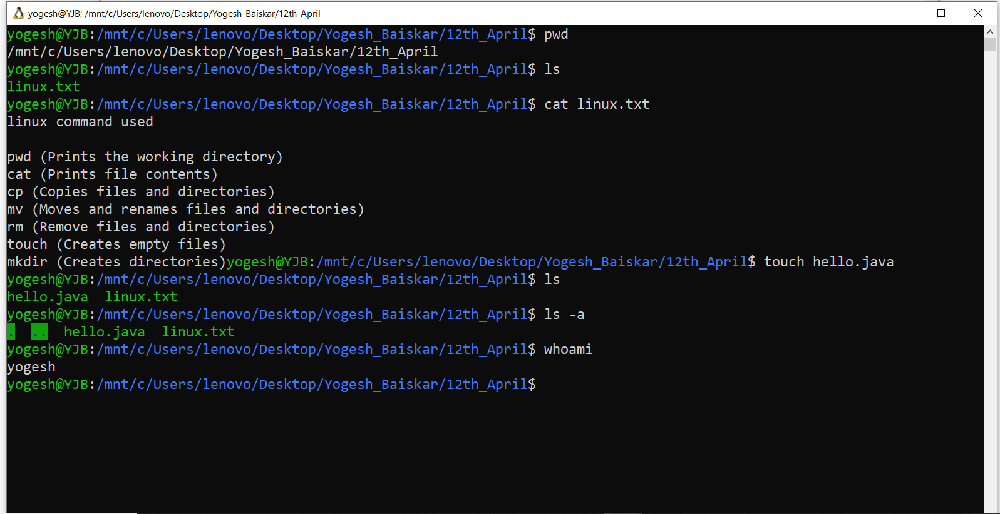 yogesh@YJB: /mnt/c/Users/lenovo/Desktop/Yogesh_Baiskar/12th_April
yogesh@YJB:/mnt/c/Users/lenovo/Desktop/Yogesh_Baiskar/12th_April$ pwd
/mnt/c/Users/lenovo/Desktop/Yogesh_Baiskar/12th_April
yogesh@YJB:/mnt/c/Users/lenovo/Desktop/Yogesh_Baiskar/12th_April$ ls
linux.txt
yogesh@YJB:/mnt/c/Users/lenovo/Desktop/Yogesh_Baiskar/12th_April$ cat linux.txt
linux command used

pwd (Prints the working directory)
cat (Prints file contents)
cp (Copies files and directories)
mv (Moves and renames files and directories)
rm (Remove files and directories)
touch (Creates empty files)
mkdir (Creates directories)yogesh@YJB:/mnt/c/Users/lenovo/Desktop/Yogesh_Baiskar/12th_April$ touch hello.java
yogesh@YJB:/mnt/c/Users/lenovo/Desktop/Yogesh_Baiskar/12th_April$ ls
hello.java  linux.txt
yogesh@YJB:/mnt/c/Users/lenovo/Desktop/Yogesh_Baiskar/12th_April$ ls -a
.  ..  hello.java  linux.txt
yogesh@YJB:/mnt/c/Users/lenovo/Desktop/Yogesh_Baiskar/12th_April$ whoami
yogesh
yogesh@YJB:/mnt/c/Users/lenovo/Desktop/Yogesh_Baiskar/12th_April$